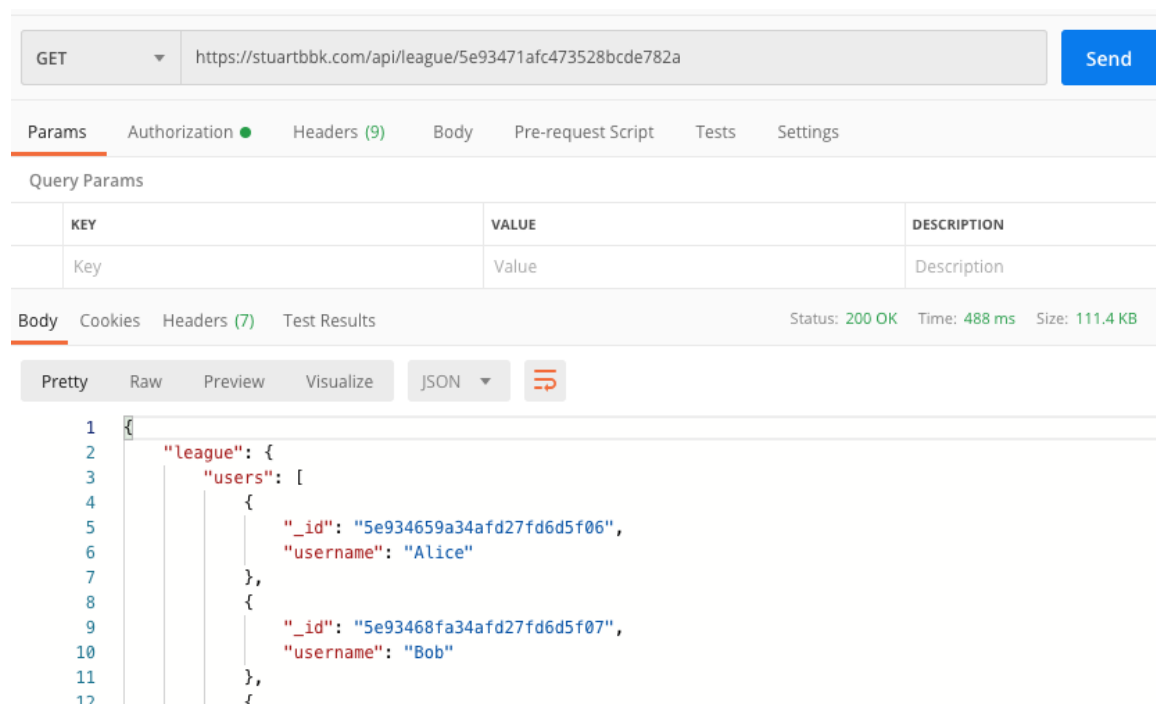 GET https://stuartbbk.com/api/league/5e93471afc473528bcde782a Send
Params Authorization Headers (9) Body Pre-request Script Tests Settings
Query Params
KEY VALUE DESCRIPTION
Key Value Description
Body Cookies Headers (7) Test Results Status: 200 OK Time: 488 ms Size: 111.4 KB
Pretty Raw Preview Visualize JSON
1 {
2 "league": {
3 "users": [
4 {
5 "_id": "5e934659a34afd27fd6d5f06",
6 "username": "Alice"
7 },
8 {
9 "_id": "5e93468fa34afd27fd6d5f07",
10 "username": "Bob"
11 },
12 {